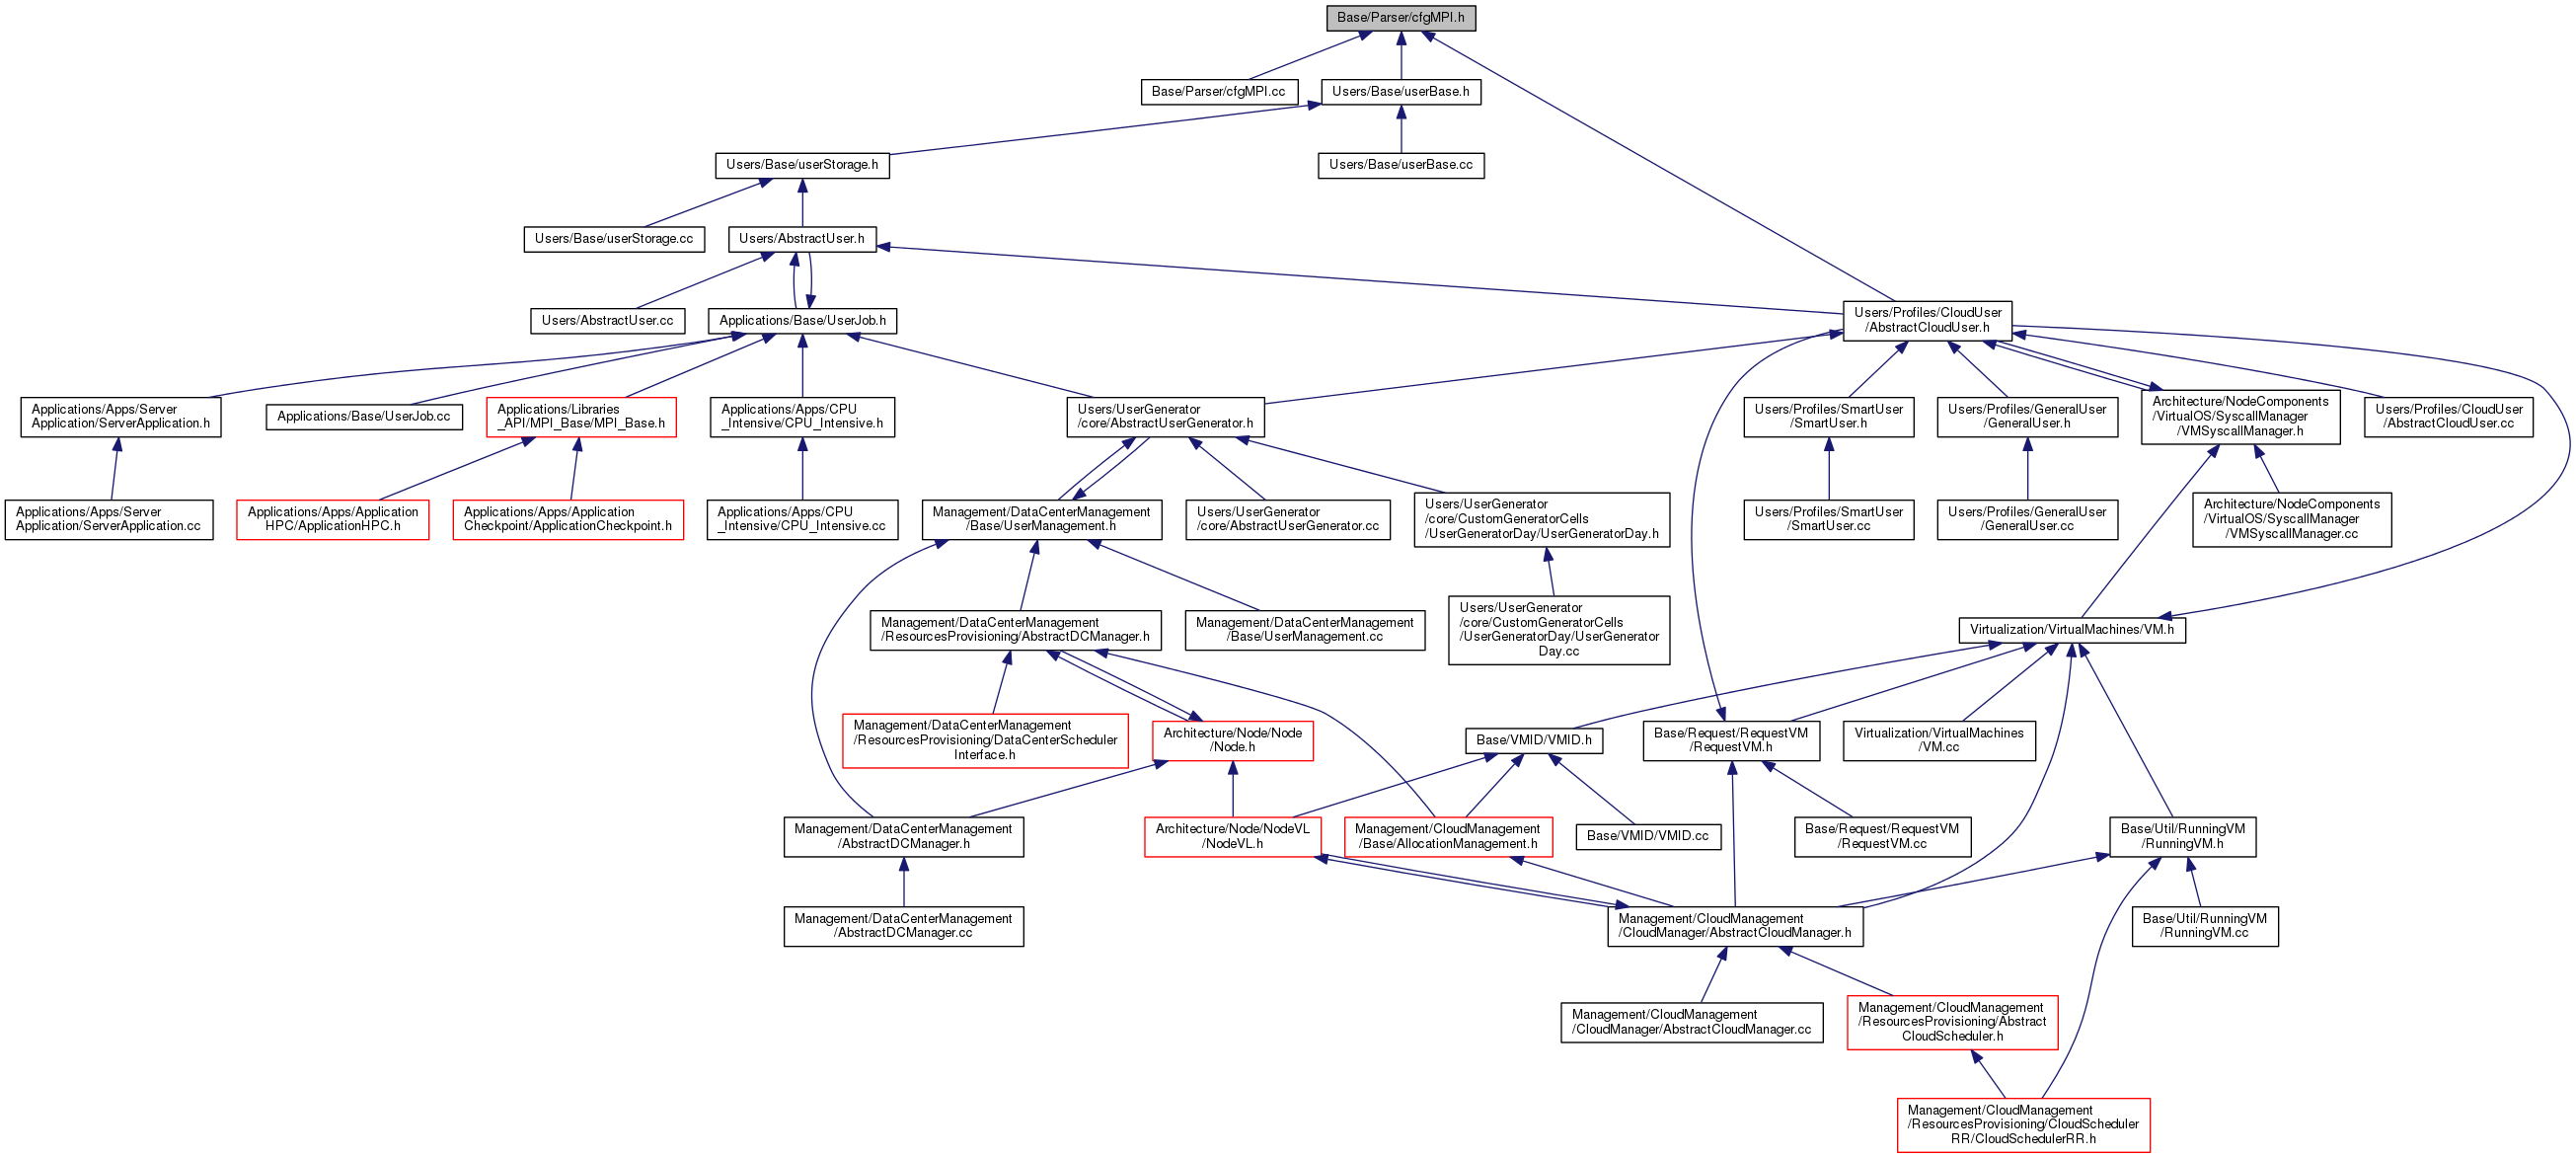 Base/Parser/cfgMPI.h
Base/Parser/cfgMPI.cc
Users/Base/userBase.h
Users/Base/userStorage.h
Users/Base/userBase.cc
Users/Base/userStorage.cc
Users/AbstractUser.h
Users/AbstractUser.cc
Applications/Base/UserJob.h
Users/Profiles/CloudUser
/AbstractCloudUser.h
Applications/Apps/Server
Application/ServerApplication.h
Applications/Base/UserJob.cc
Applications/Libraries
_API/MPI_Base/MPI_Base.h
Applications/Apps/CPU
_Intensive/CPU_Intensive.h
Users/UserGenerator
/core/AbstractUserGenerator.h
Users/Profiles/SmartUser
/SmartUser.h
Users/Profiles/GeneralUser
/GeneralUser.h
Architecture/NodeComponents
/VirtualOS/SyscallManager
/VMSyscallManager.h
Users/Profiles/CloudUser
/AbstractCloudUser.cc
Applications/Apps/Server
Application/ServerApplication.cc
Applications/Apps/Application
HPC/ApplicationHPC.h
Applications/Apps/Application
Checkpoint/ApplicationCheckpoint.h
Applications/Apps/CPU
_Intensive/CPU_Intensive.cc
Management/DataCenterManagement
/Base/UserManagement.h
Users/UserGenerator
/core/AbstractUserGenerator.cc
Users/UserGenerator
/core/CustomGeneratorCells
/UserGeneratorDay/UserGeneratorDay.h
Users/Profiles/SmartUser
/SmartUser.cc
Users/Profiles/GeneralUser
/GeneralUser.cc
Architecture/NodeComponents
/VirtualOS/SyscallManager
/VMSyscallManager.cc
Management/DataCenterManagement
/ResourcesProvisioning/AbstractDCManager.h
Management/DataCenterManagement
/Base/UserManagement.cc
Users/UserGenerator
/core/CustomGeneratorCells
/UserGeneratorDay/UserGenerator
Day.cc
Virtualization/VirtualMachines/VM.h
Management/DataCenterManagement
/ResourcesProvisioning/DataCenterScheduler
Interface.h
Architecture/Node/Node
/Node.h
Base/VMID/VMID.h
Base/Request/RequestVM
/RequestVM.h
Virtualization/VirtualMachines
/VM.cc
Management/DataCenterManagement
/AbstractDCManager.h
Architecture/Node/NodeVL
/NodeVL.h
Management/CloudManagement
/Base/AllocationManagement.h
Base/VMID/VMID.cc
Base/Request/RequestVM
/RequestVM.cc
Base/Util/RunningVM
/RunningVM.h
Management/DataCenterManagement
/AbstractDCManager.cc
Management/CloudManagement
/CloudManager/AbstractCloudManager.h
Base/Util/RunningVM
/RunningVM.cc
Management/CloudManagement
/CloudManager/AbstractCloudManager.cc
Management/CloudManagement
/ResourcesProvisioning/Abstract
CloudScheduler.h
Management/CloudManagement
/ResourcesProvisioning/CloudScheduler
RR/CloudSchedulerRR.h